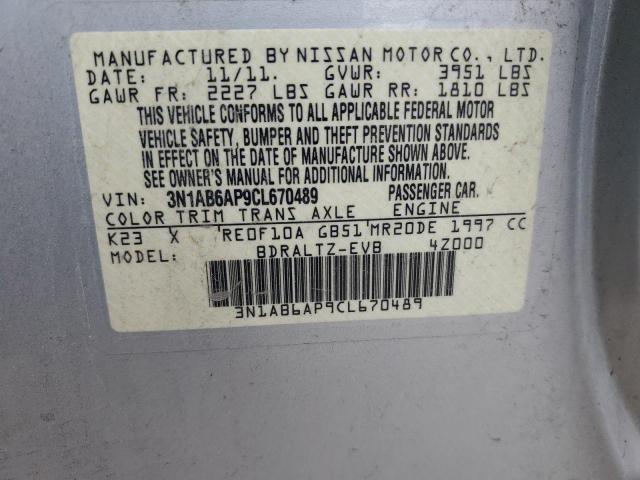 MANUFACTURED BY NISSAN MOTOR CO., LTD.
DATE: 11/11. GVWR: 3951 LBS
GAWR FR: 2227 LBS GAWR RR: 1810 LBS
THIS VEHICLE CONFORMS TO ALL APPLICABLE FEDERAL MOTOR
VEHICLE SAFETY, BUMPER AND THEFT PREVENTION STANDARDS
IN EFFECT ON THE DATE OF MANUFACTURE SHOWN ABOVE.
SEE OWNER'S MANUAL FOR ADDITIONAL INFORMATION.
VIN: 3N1AB6AP9CL670489 PASSENGER CAR.
COLOR TRIM TRANS AXLE ENGINE
K23 X RE0F10A GB51 MR20DE 1997 CC
MODEL: BDRALTZ-EVB 4Z000
3N1AB6AP9CL670489